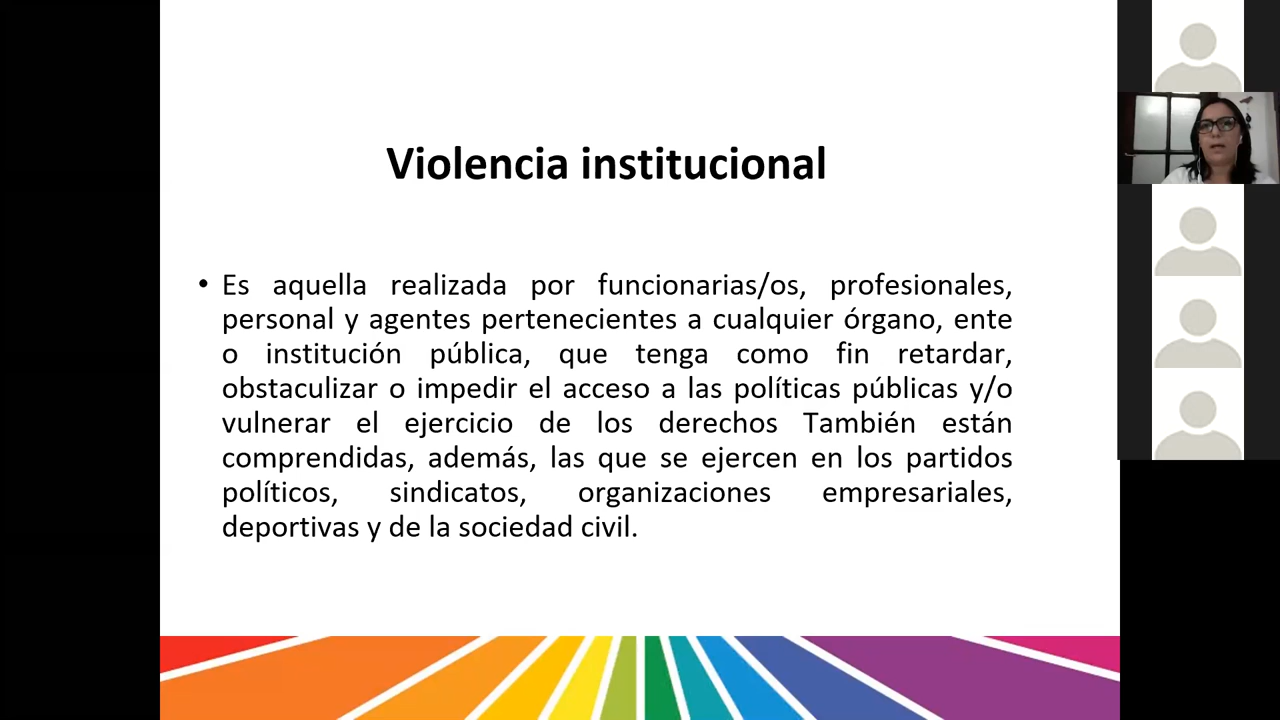 Violencia institucional
• Es aquella realizada por funcionarias/os, profesionales,
personal y agentes pertenecientes a cualquier órgano, ente
o institución pública, que tenga como fin retardar,
obstaculizar o impedir el acceso a las políticas públicas y/o
vulnerar el ejercicio de los derechos También están
comprendidas, además, las que se ejercen en los partidos
políticos, sindicatos, organizaciones empresariales,
deportivas y de la sociedad civil.